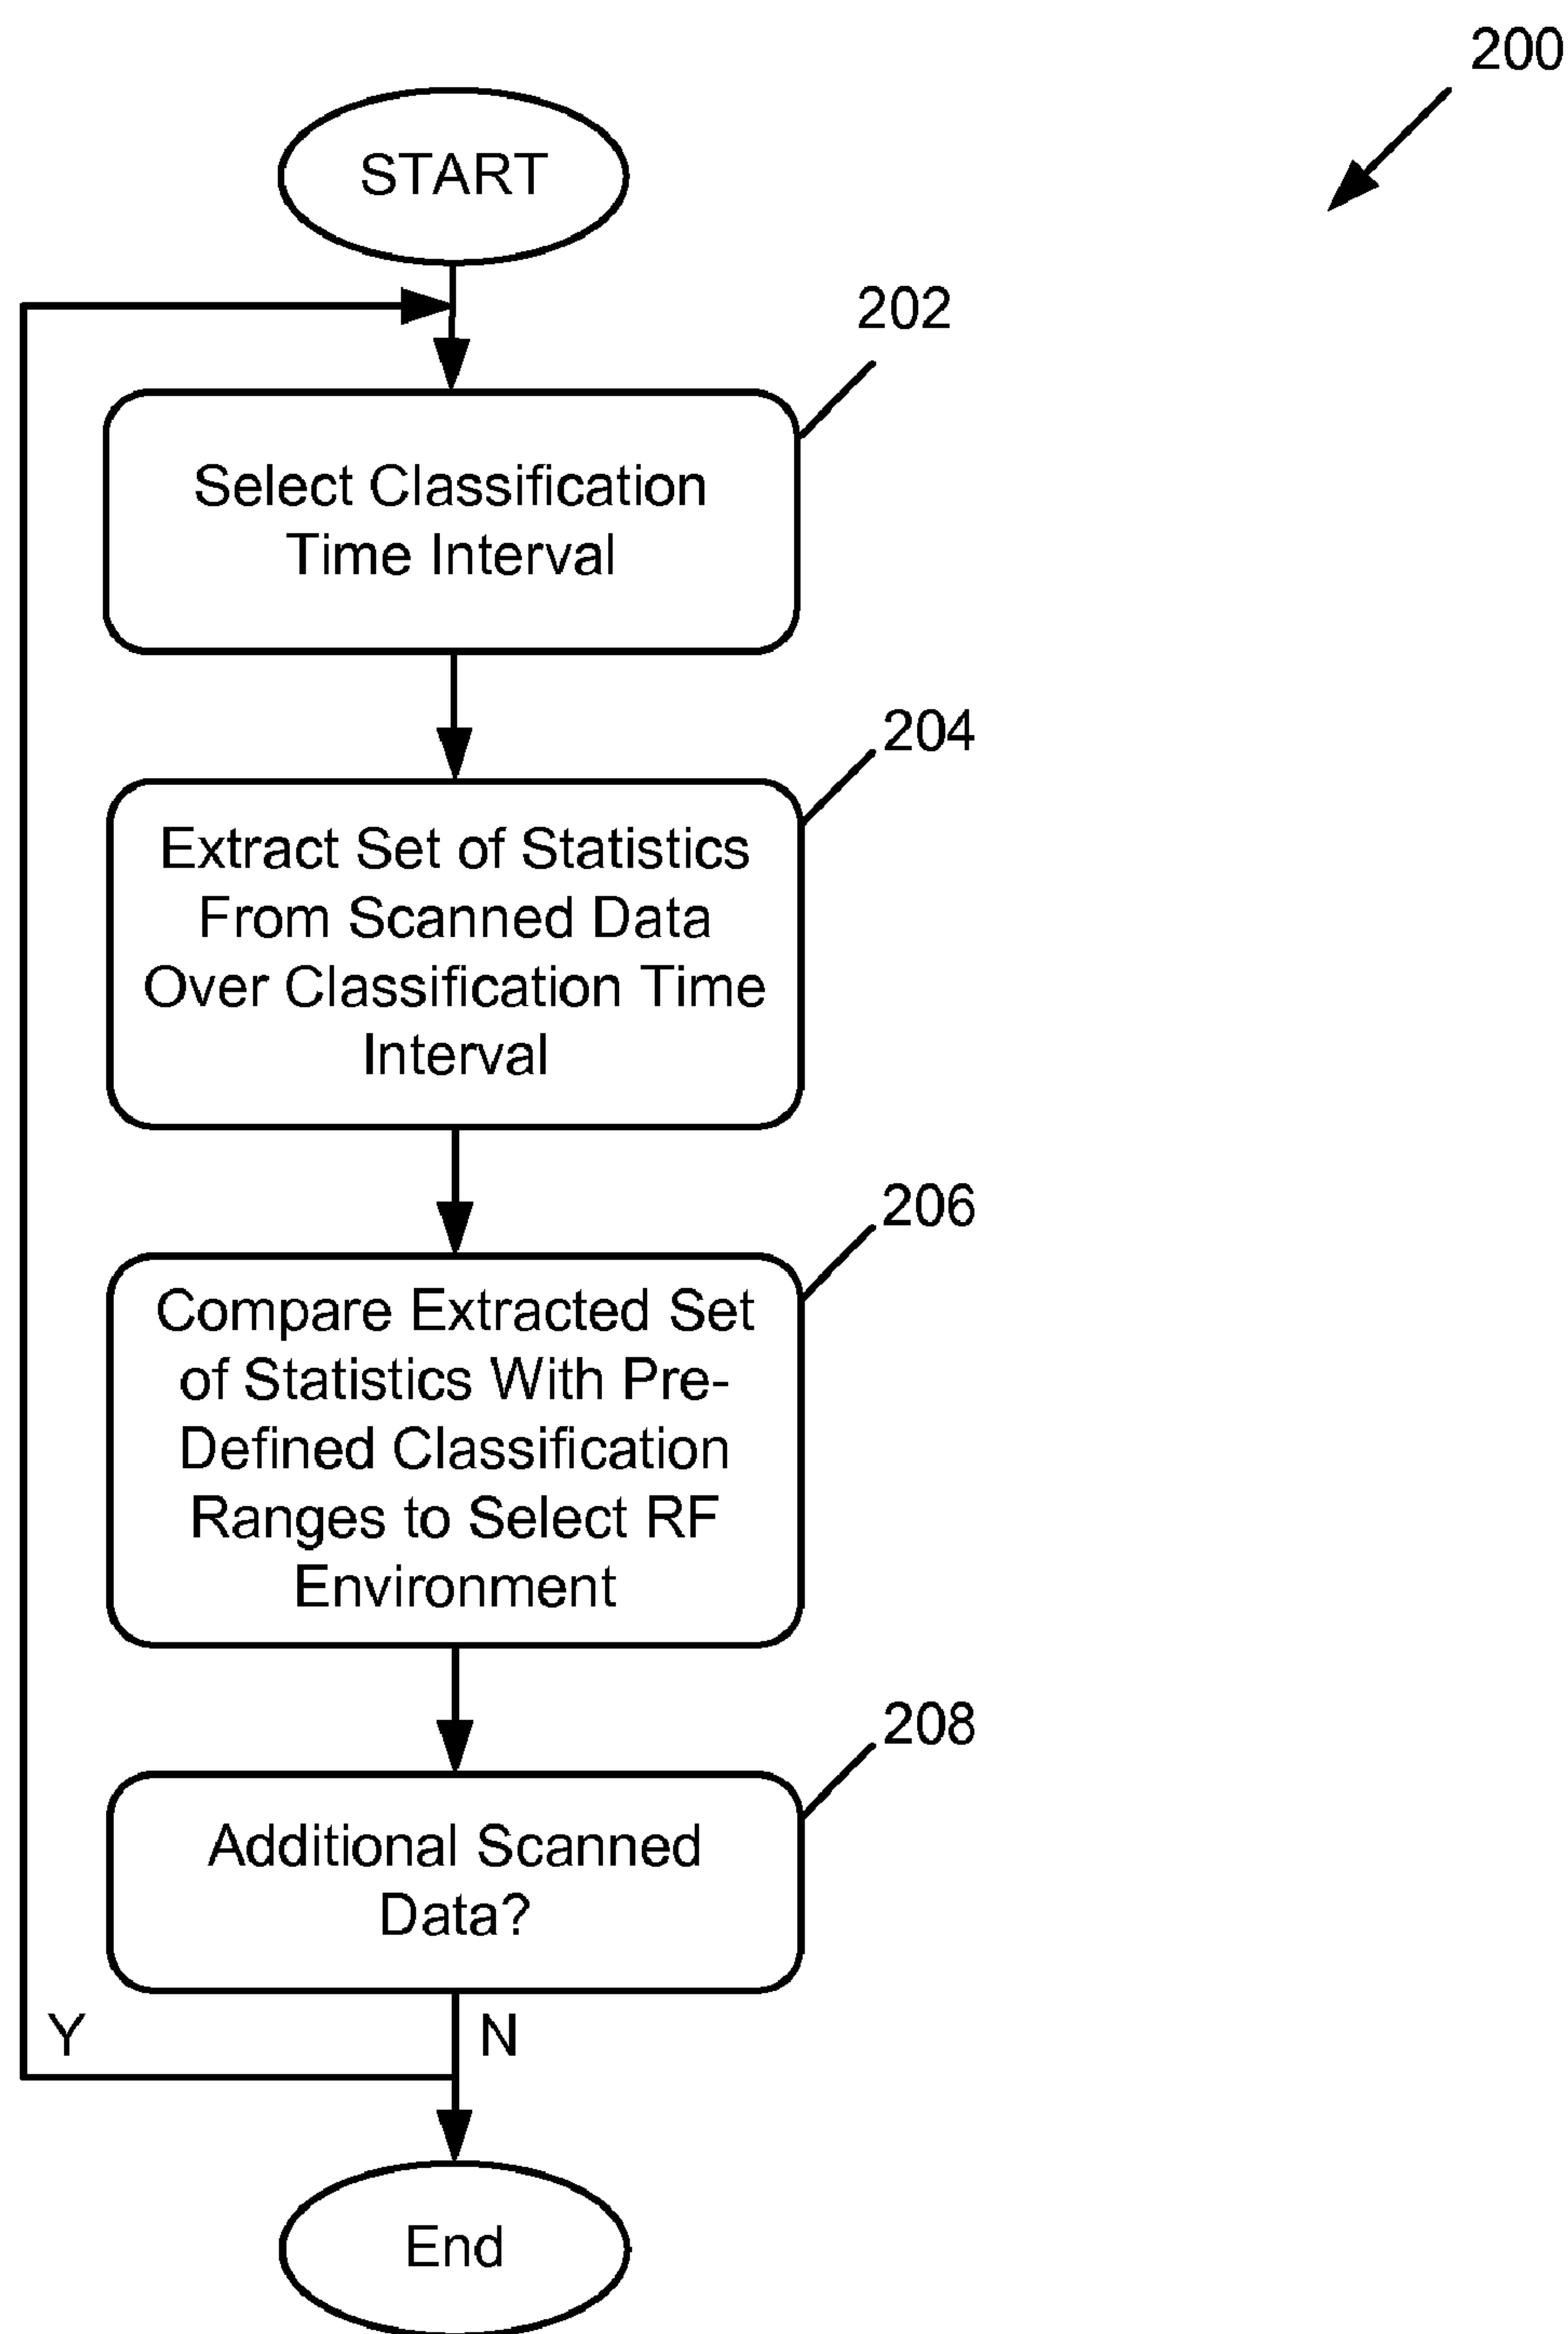 200
START
202
Select Classification
Time Interval
204
Extract Set of Statistics
From Scanned Data
Over Classification Time
Interval
206
Compare Extracted Set
of Statistics With Pre-
Defined Classification
Ranges to Select RF
Environment
208
Additional Scanned
Data?
Y
N
End